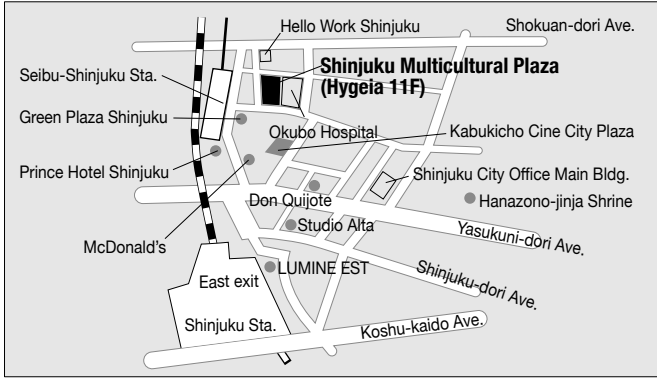 Hello Work Shinjuku
Shokuan-dori Ave.
Seibu-Shinjuku Sta.
Shinjuku Multicultural Plaza
(Hygeia 11F)
Green Plaza Shinjuku
Okubo Hospital
Kabukicho Cine City Plaza
Prince Hotel Shinjuku
Shinjuku City Office Main Bldg.
Don Quijote
Hanazono-jinja Shrine
McDonald's
Studio Alta
Yasukuni-dori Ave.
East exit
LUMINE EST
Shinjuku-dori Ave.
Shinjuku Sta.
Koshu-kaido Ave.